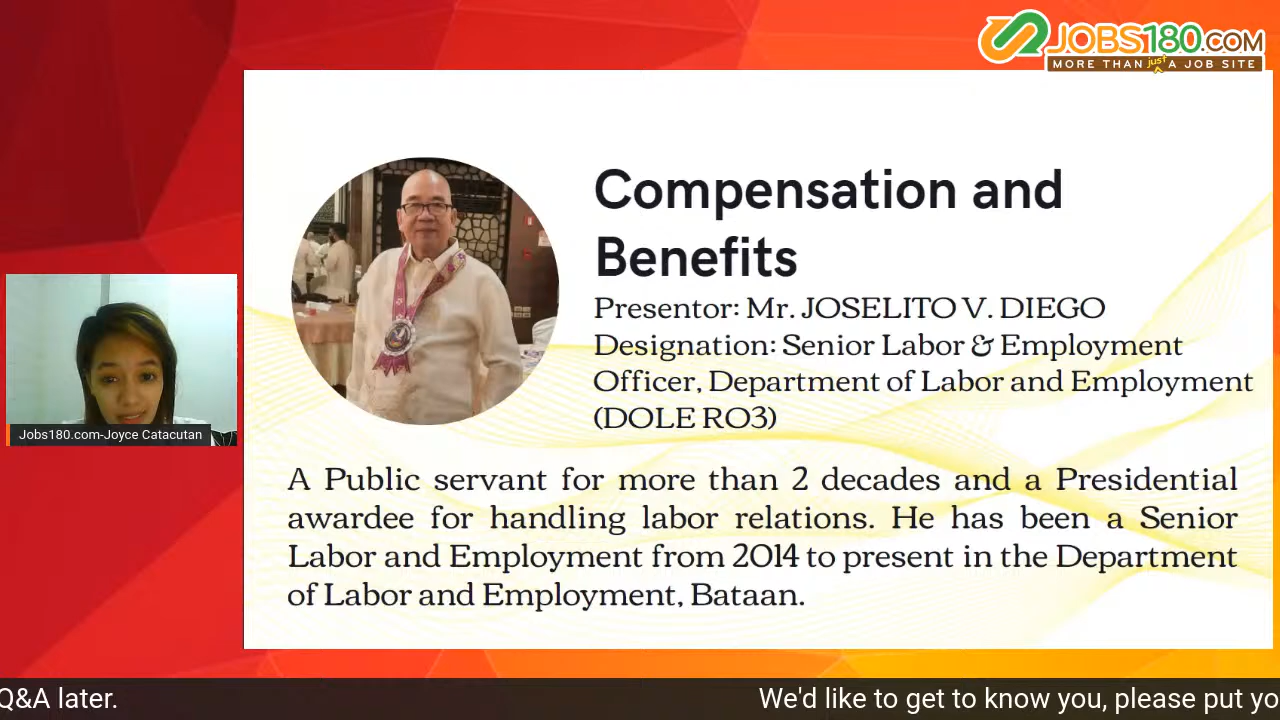 JOBS180.COM
MORE THAN just A JOB SITE
Compensation and
Benefits
Presentor: Mr. JOSELITO V. DIEGO
Designation: Senior Labor & Employment
Officer, Department of Labor and Employment
(DOLE RO3)
Jobs180.com-Joyce Catacutan
A Public servant for more than 2 decades and a Presidential
awardee for handling labor relations. He has been a Senior
Labor and Employment from 2014 to present in the Department
of Labor and Employment, Bataan.
Q&A later. We'd like to get to know you, please put yo